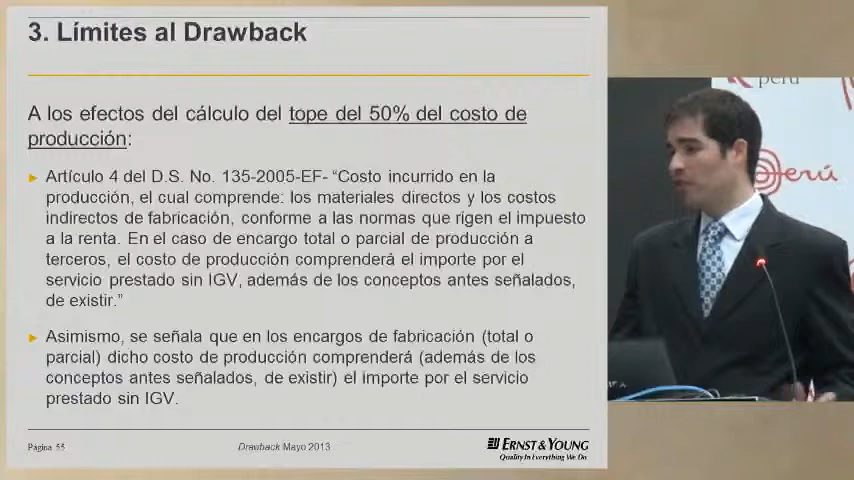 3. Límites al Drawback
A los efectos del cálculo del tope del 50% del costo de
producción:
Artículo 4 del D.S. No. 135-2005-EF- “Costo incurrido en la
producción, el cual comprende: los materiales directos y los costos
indirectos de fabricación, conforme a las normas que rigen el impuesto
a la renta. En el caso de encargo total o parcial de producción a
terceros, el costo de producción comprenderá el importe por el
servicio prestado sin IGV, además de los conceptos antes señalados,
de existir.”
Asimismo, se señala que en los encargos de fabricación (total o
parcial) dicho costo de producción comprenderá (además de los
conceptos antes señalados, de existir) el importe por el servicio
prestado sin IGV.
Página 55
Drawback Mayo 2013
ERNST & YOUNG
Quality In Everything We Do
perú
Perú